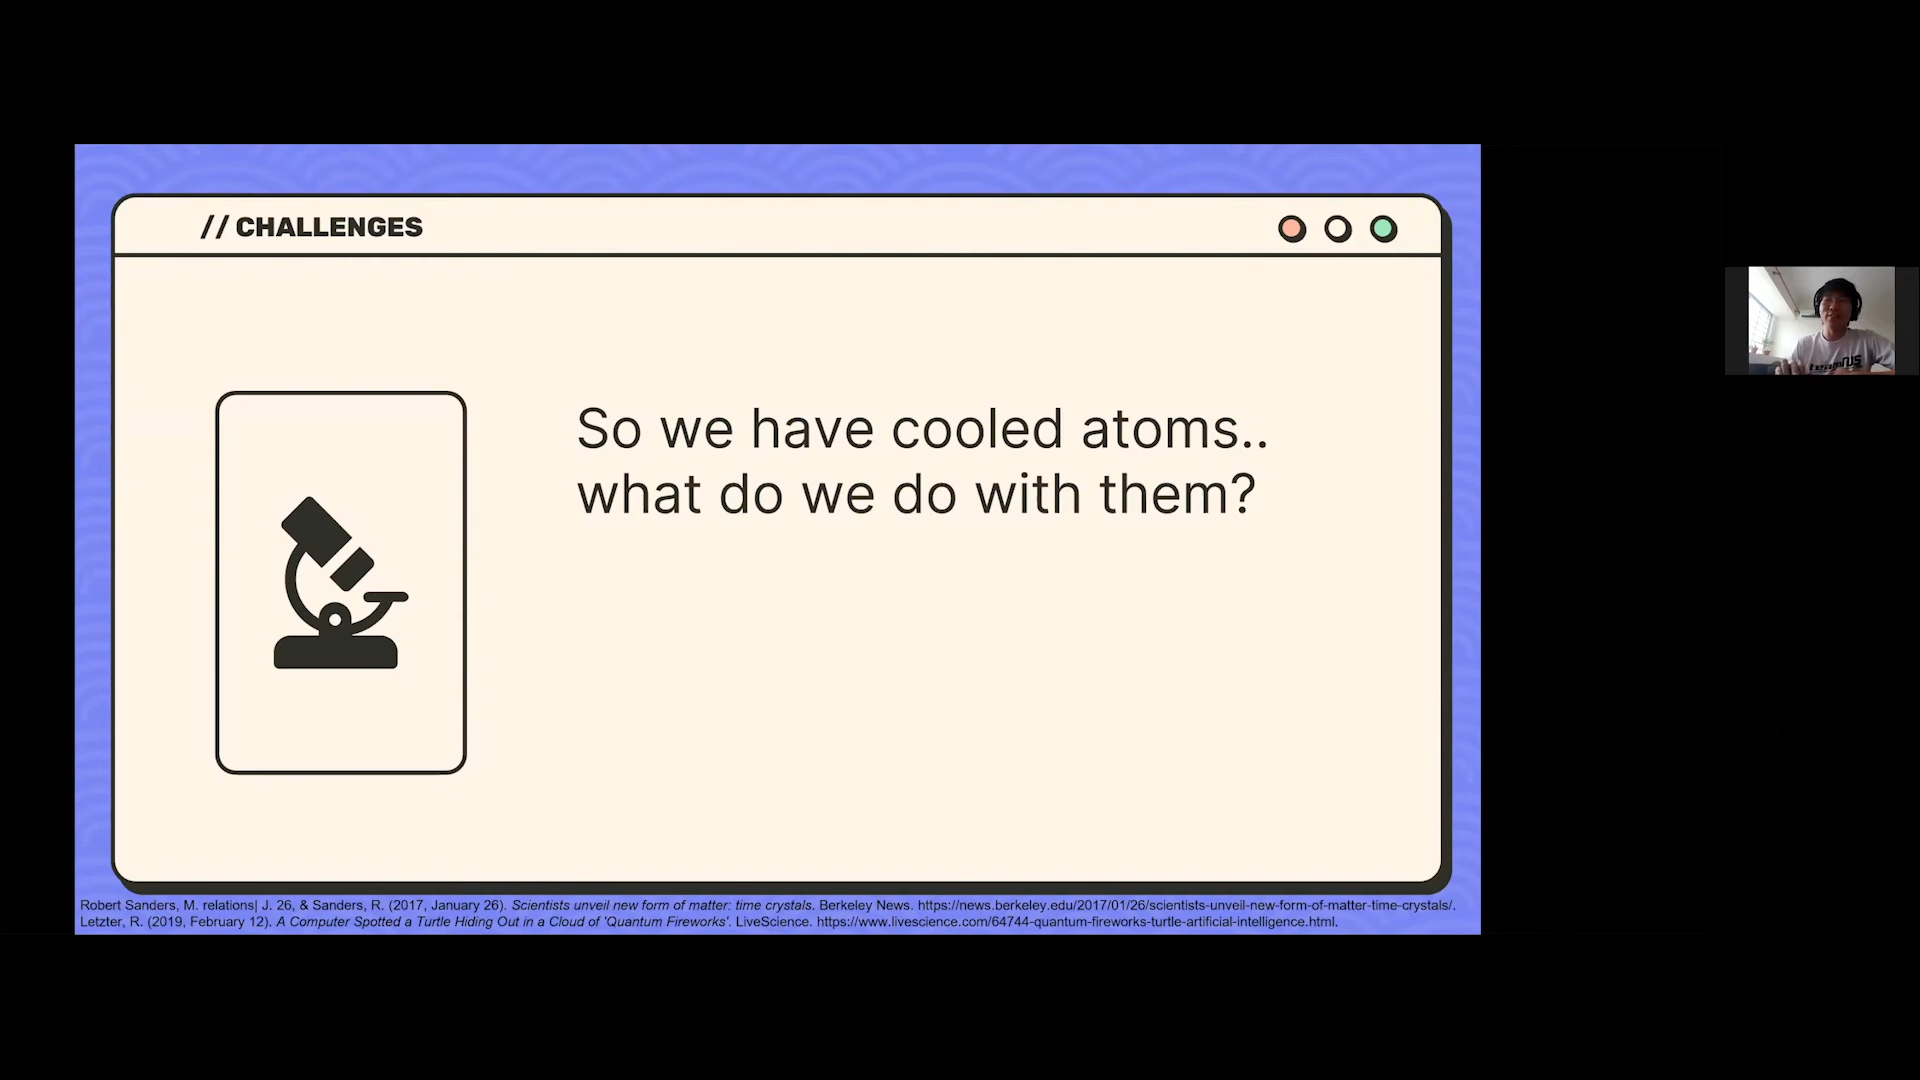 // CHALLENGES
So we have cooled atoms..
what do we do with them?
Robert Sanders, M. relations| J. 26, & Sanders, R. (2017, January 26). Scientists unveil new form of matter: time crystals. Berkeley News. https://news.berkeley.edu/2017/01/26/scientists-unveil-new-form-of-matter-time-crystals/.
Letzter, R. (2019, February 12). A Computer Spotted a Turtle Hiding Out in a Cloud of 'Quantum Fireworks'. LiveScience. https://www.livescience.com/64744-quantum-fireworks-turtle-artificial-intelligence.html.
teamNUS